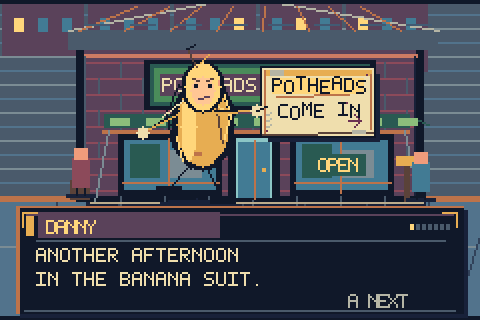 POTHEADS
POTHEADS
COME IN
OPEN
DANNY
ANOTHER AFTERNOON
IN THE BANANA SUIT.
A NEXT